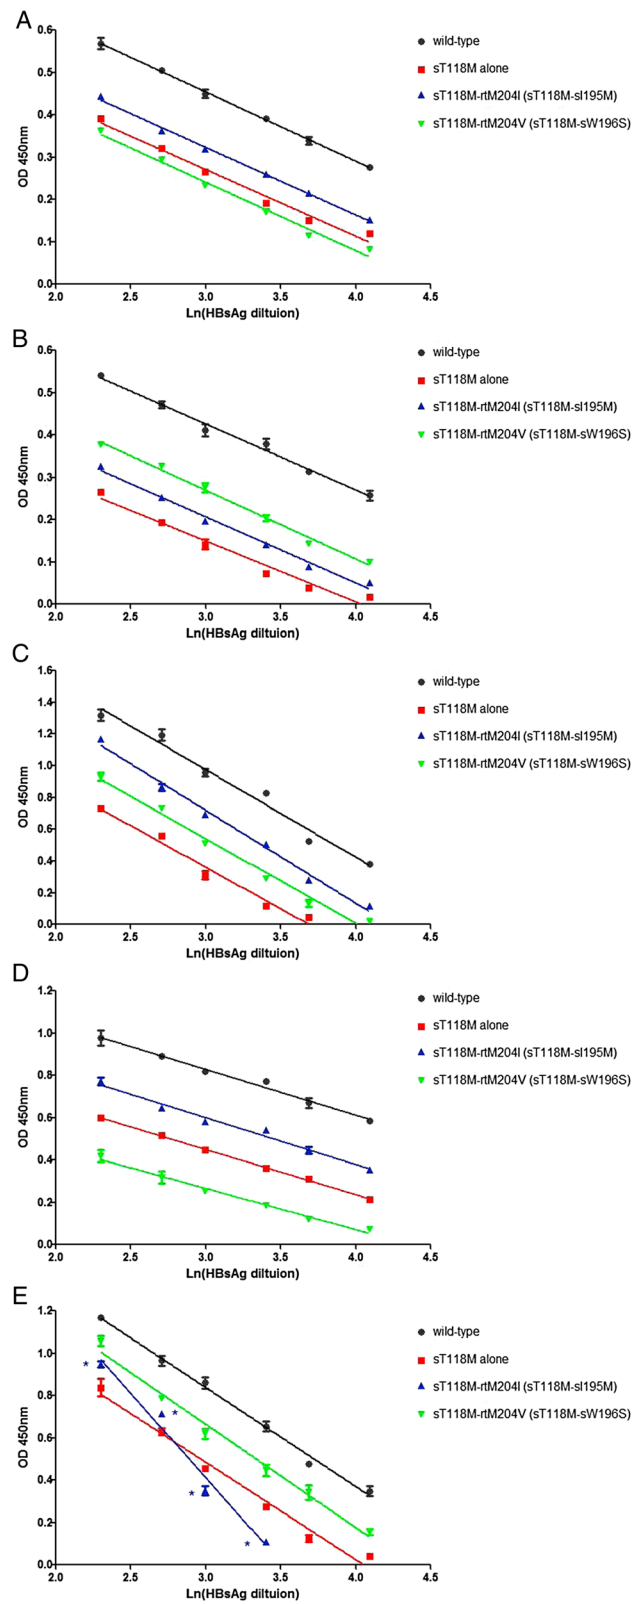 A
0.6
0.5
0.4
0.3
0.2
0.1
0.0
OD 450nm
2.0 2.5 3.0 3.5 4.0 4.5
Ln(HBsAg diltuion)
wild-type
sT118M alone
sT118M-rtM204I (sT118M-sI195M)
sT118M-rtM204V (sT118M-sW196S)
B
0.6
0.5
0.4
0.3
0.2
0.1
0.0
OD 450nm
2.0 2.5 3.0 3.5 4.0 4.5
Ln(HBsAg diltuion)
wild-type
sT118M alone
sT118M-rtM204I (sT118M-sI195M)
sT118M-rtM204V (sT118M-sW196S)
C
1.6
1.4
1.2
1.0
0.8
0.6
0.4
0.2
0.0
OD 450nm
2.0 2.5 3.0 3.5 4.0 4.5
Ln(HBsAg diltuion)
wild-type
sT118M alone
sT118M-rtM204I (sT118M-sI195M)
sT118M-rtM204V (sT118M-sW196S)
D
1.2
1.0
0.8
0.6
0.4
0.2
0.0
OD 450nm
2.0 2.5 3.0 3.5 4.0 4.5
Ln(HBsAg diltuion)
wild-type
sT118M alone
sT118M-rtM204I (sT118M-sI195M)
sT118M-rtM204V (sT118M-sW196S)
E
1.2
1.0
0.8
0.6
0.4
0.2
0.0
OD 450nm
*
*
*
*
2.0 2.5 3.0 3.5 4.0 4.5
Ln(HBsAg diltuion)
wild-type
sT118M alone
sT118M-rtM204I (sT118M-sI195M)
sT118M-rtM204V (sT118M-sW196S)